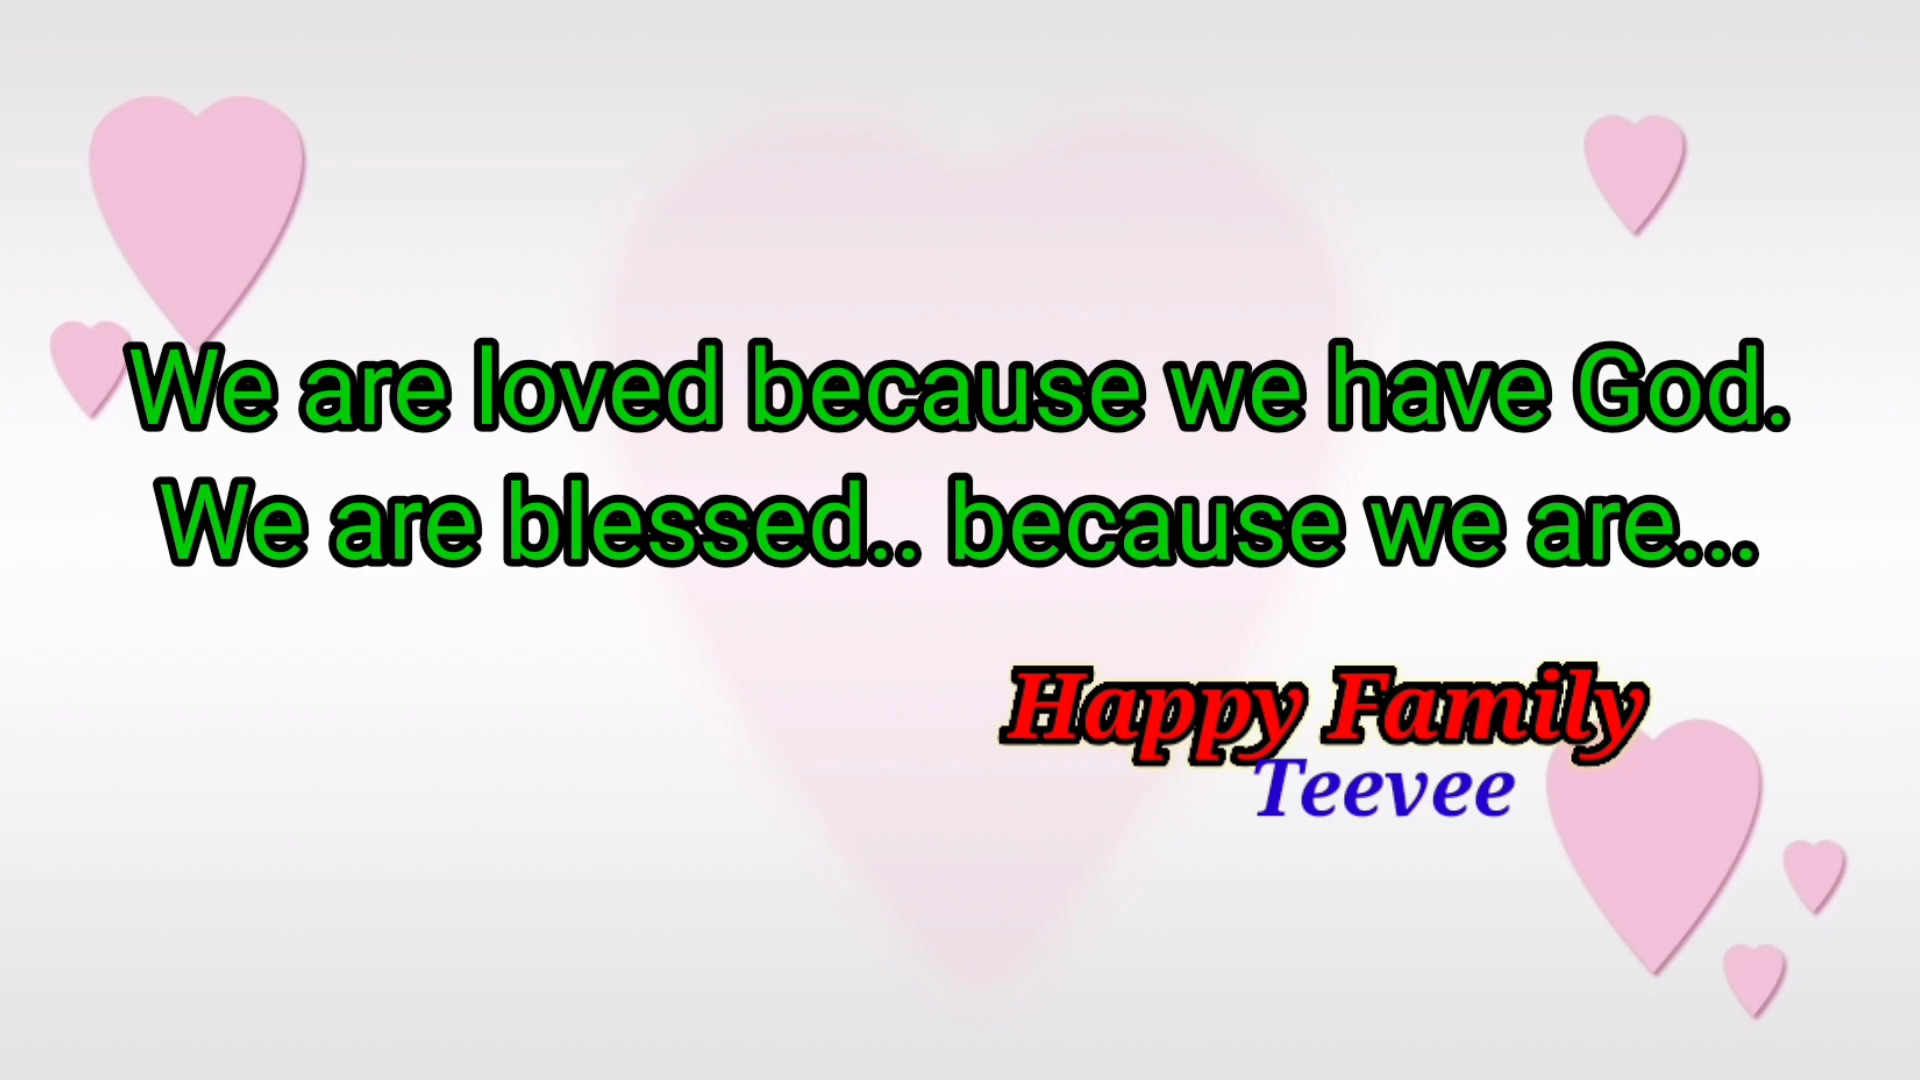 We are loved because we have God.
We are blessed.. because we are...
Happy Family
Teevee